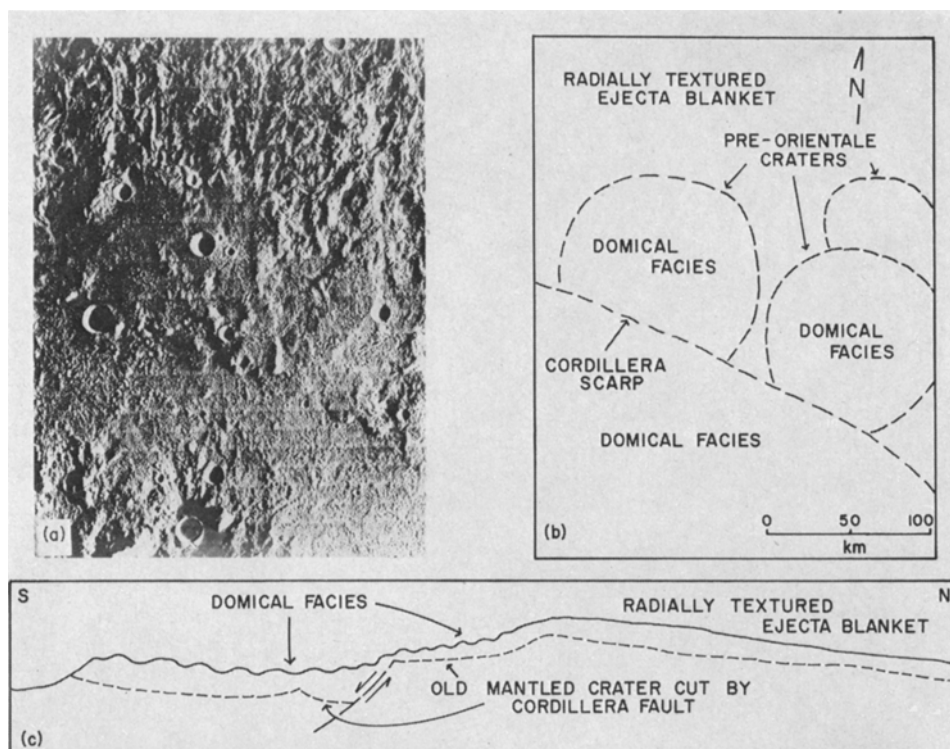 (a)
RADIALLY TEXTURED
EJECTA BLANKET
N
PRE-ORIENTALE
CRATERS
DOMICAL
FACIES
DOMICAL
FACIES
CORDILLERA
SCARP
DOMICAL FACIES
(b)
0 50 100
km
S
N
DOMICAL FACIES
RADIALLY TEXTURED
EJECTA BLANKET
OLD MANTLED CRATER CUT BY
CORDILLERA FAULT
(c)